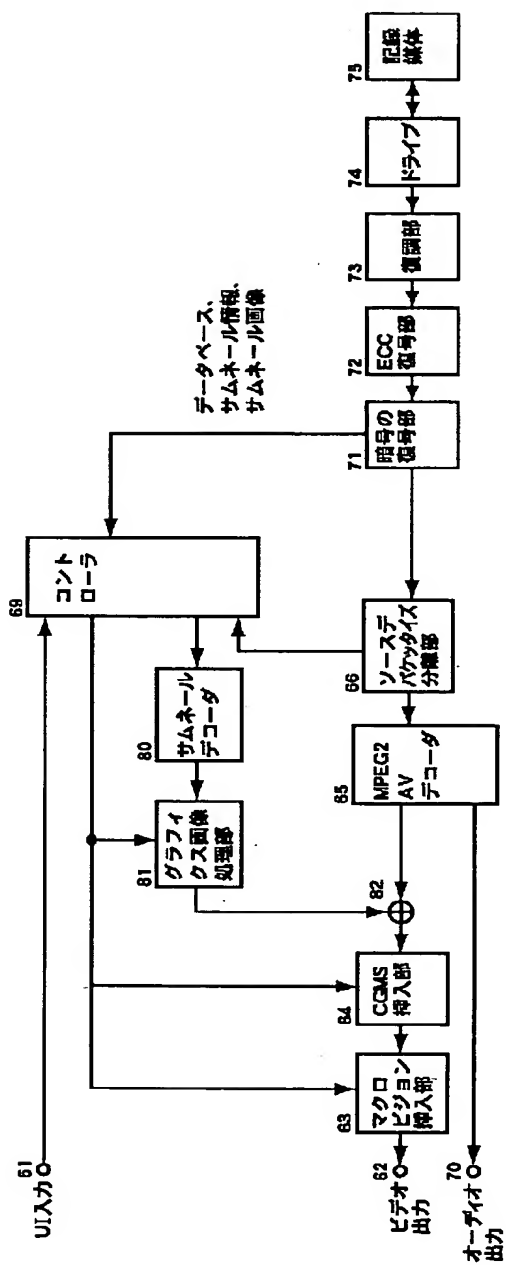 61
UI入力
62
ビデオ
出力
70
オーディオ
出力
63
マクロ
ビジョン
挿入部
64
CGMS
挿入部
82
81
グラフィ
クス画像
処理部
80
サムネール
デコーダ
69
コント
ローラ
65
MPEG2
AV
デコーダ
66
ソースデ
パケッタイズ
分離部
データベース、
サムネール情報、
サムネール画像
71
暗号の
復号部
72
ECC
復号部
73
復調部
74
ドライブ
75
記録
媒体